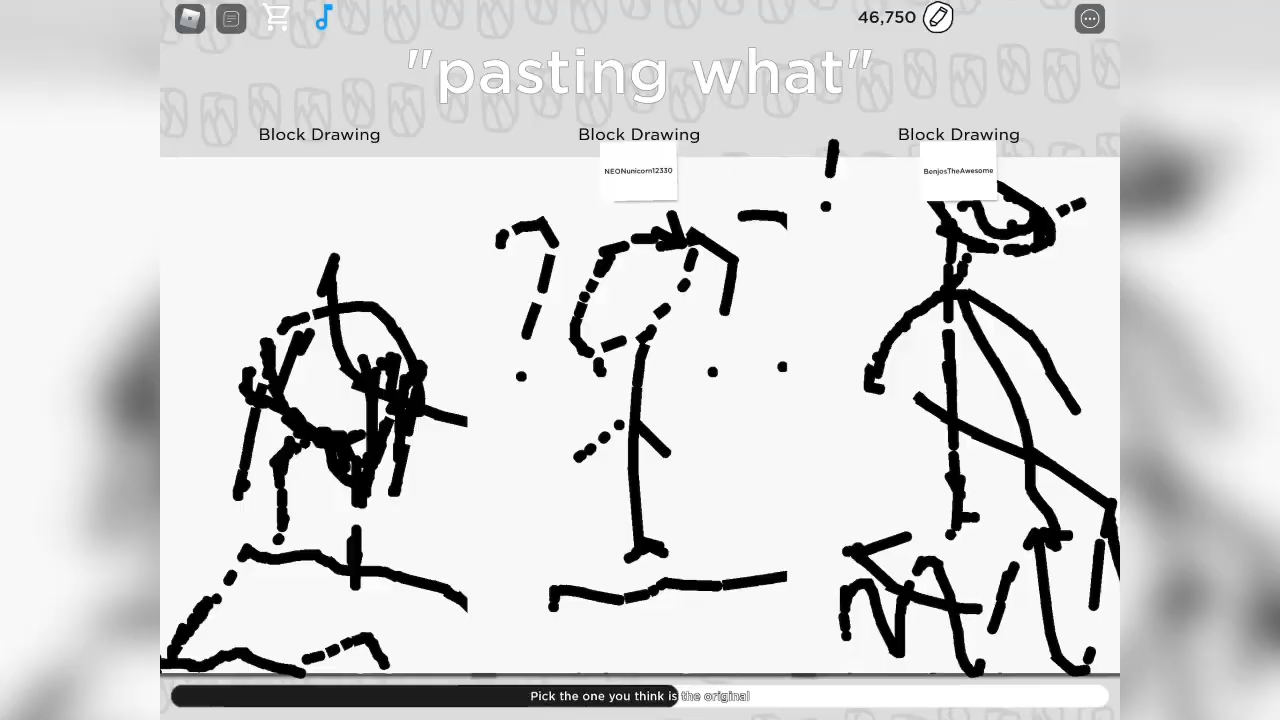 46,750
"pasting what"
Block Drawing Block Drawing Block Drawing
NEONunicorn12330 BenjosTheAwesome
Pick the one you think is the original